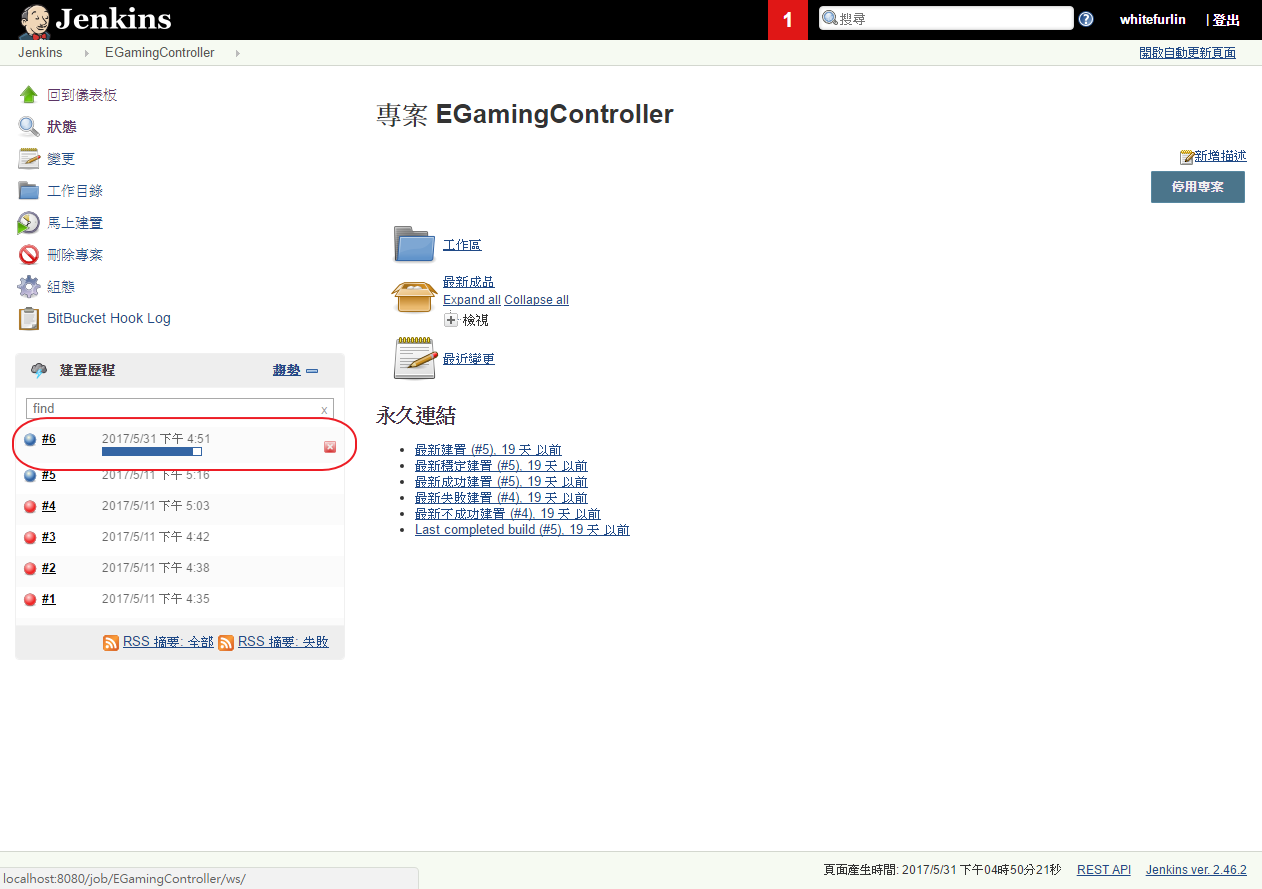 Jenkins
1
搜尋
?
whitefurlin
| 登出
Jenkins
EGamingController
開啟自動更新頁面
回到儀表板
狀態
變更
工作目錄
馬上建置
刪除專案
組態
BitBucket Hook Log
專案 EGamingController
新增描述
停用專案
工作區
最新成品
Expand all Collapse all
檢視
最近變更
建置歷程
趨勢
find
x
#6 2017/5/31 下午 4:51
#5 2017/5/11 下午 5:16
#4 2017/5/11 下午 5:03
#3 2017/5/11 下午 4:42
#2 2017/5/11 下午 4:38
#1 2017/5/11 下午 4:35
RSS 摘要: 全部 RSS 摘要: 失敗
永久連結
最新建置 (#5), 19 天 以前
最新穩定建置 (#5), 19 天 以前
最新成功建置 (#5), 19 天 以前
最新失敗建置 (#4), 19 天 以前
最新不成功建置 (#4), 19 天 以前
Last completed build (#5), 19 天 以前
頁面產生時間: 2017/5/31 下午04時50分21秒 REST API Jenkins ver. 2.46.2
localhost:8080/job/EGamingController/ws/